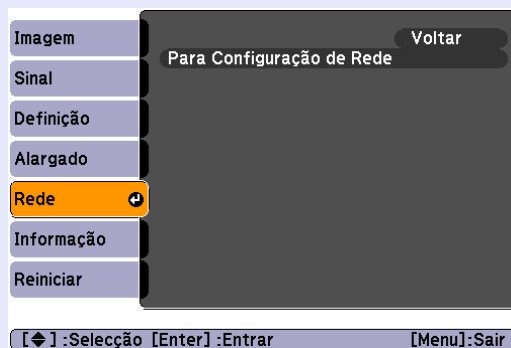 Imagem
Sinal
Definição
Alargado
Rede
Informação
Reiniciar
Voltar
Para Configuração de Rede
[◆] :Selecção [Enter] :Entrar [Menu]:Sair